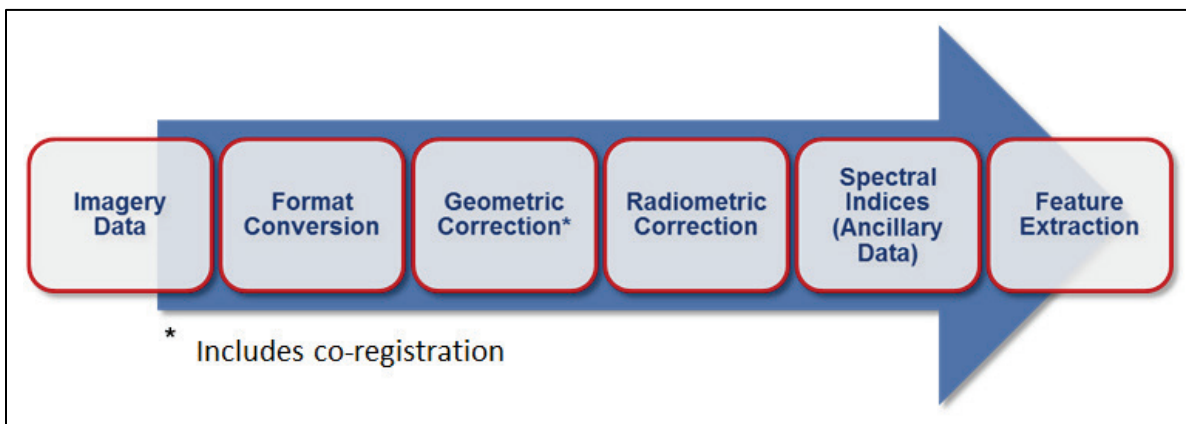 Imagery
Data
Format
Conversion
Geometric
Correction*
Radiometric
Correction
Spectral
Indices
(Ancillary
Data)
Feature
Extraction
* Includes co-registration